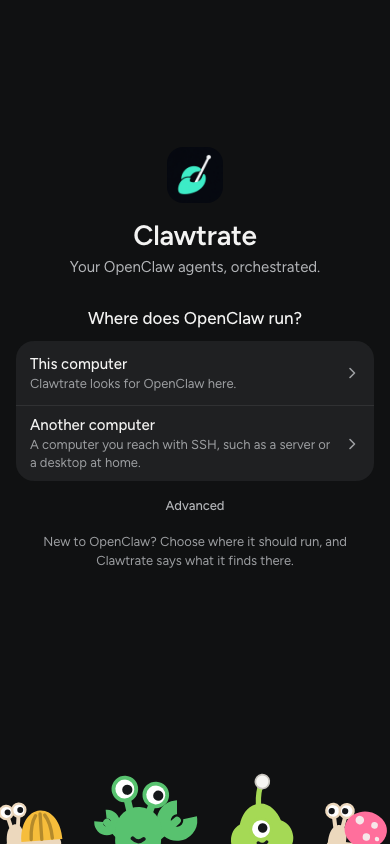 Clawtrate
Your OpenClaw agents, orchestrated.
Where does OpenClaw run?
This computer
Clawtrate looks for OpenClaw here.
Another computer
A computer you reach with SSH, such as a server or
a desktop at home.
Advanced
New to OpenClaw? Choose where it should run, and
Clawtrate says what it finds there.